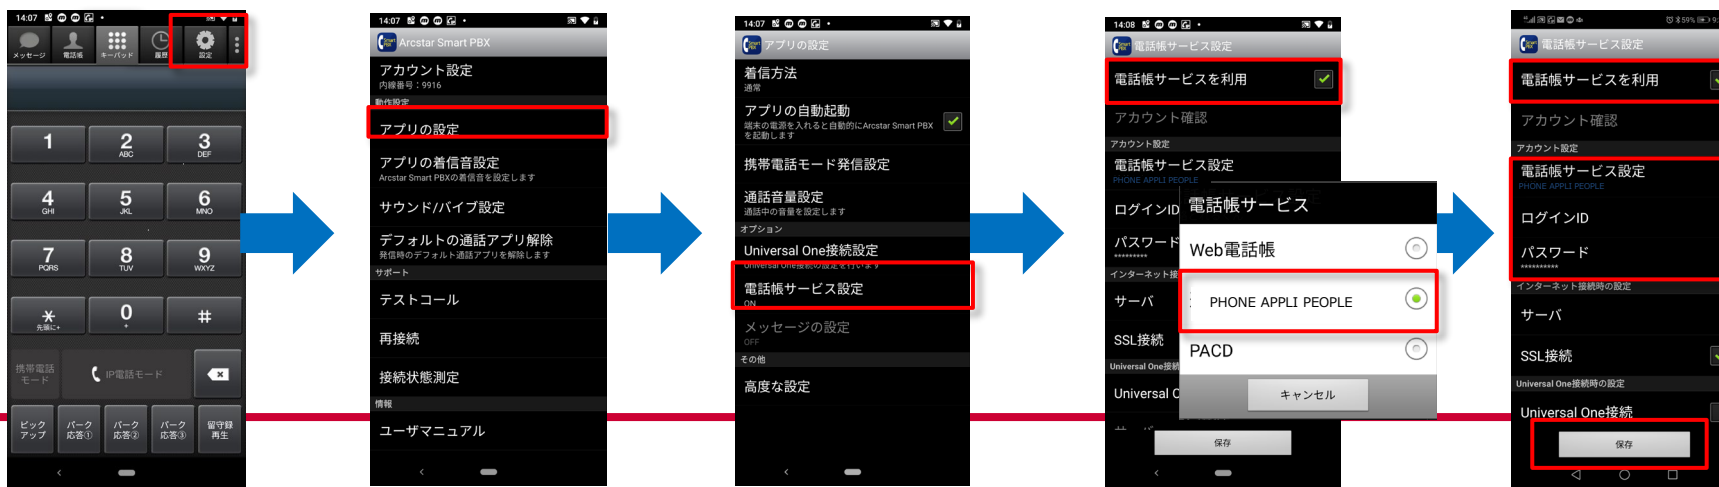 14:07
メッセージ
電話帳
キーパッド
履歴
設定
1
2
ABC
3
DEF
4
GHI
5
JKL
6
MNO
7
PQRS
8
TUV
9
WXYZ
*
先頭に+
0
+
#
携帯電話
モード
IP電話モード
ピック
アップ
パーク
応答①
パーク
応答②
パーク
応答③
留守録
再生
14:07
Arcstar Smart PBX
アカウント設定
内線番号：9916
動作設定
アプリの設定
アプリの着信音設定
Arcstar Smart PBXの着信音を設定します
サウンド/バイブ設定
デフォルトの通話アプリ解除
発信時のデフォルト通話アプリを解除します
サポート
テストコール
再接続
接続状態測定
情報
ユーザマニュアル
14:07
アプリの設定
着信方法
通常
アプリの自動起動
端末の電源を入れると自動的にArcstar Smart PBX
を起動します
携帯電話モード発信設定
通話音量設定
通話中の音量を設定します
オプション
Universal One接続設定
Universal One接続の設定を行います
電話帳サービス設定
ON
メッセージの設定
OFF
その他
高度な設定
14:08
電話帳サービス設定
電話帳サービスを利用
アカウント確認
アカウント設定
電話帳サービス設定
PHONE APPLI PEOPLE
ログインID
パスワード
*********
インターネット接
サーバ
SSL接続
Universal One接続
Universal O
保存
電話帳サービス
Web電話帳
PHONE APPLI PEOPLE
PACD
キャンセル
59%
電話帳サービス設定
電話帳サービスを利用
アカウント確認
アカウント設定
電話帳サービス設定
PHONE APPLI PEOPLE
ログインID
パスワード
**********
インターネット接続時の設定
サーバ
SSL接続
Universal One接続時の設定
Universal One接続
保存